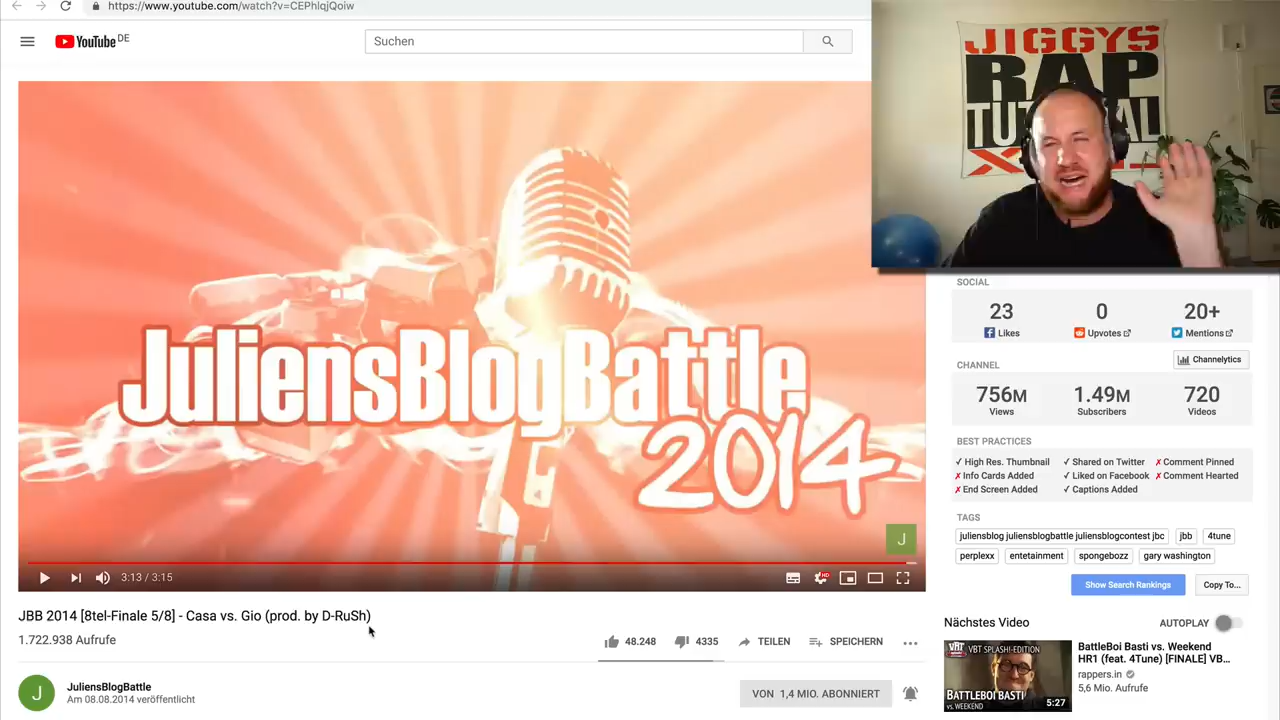 https://www.youtube.com/watch?v=CEPhlqjQoiw
YouTube DE
Suchen
JIGGYS
RAP
TUTORIAL
JuliensBlogBattle
2014
J
3:13 / 3:15
HD
JBB 2014 [8tel-Finale 5/8] - Casa vs. Gio (prod. by D-RuSh)
1.722.938 Aufrufe
48.248
4335
TEILEN
SPEICHERN
J
JuliensBlogBattle
Am 08.08.2014 veröffentlicht
VON 1,4 MIO. ABONNIERT
SOCIAL
23 0 20+
Likes Upvotes Mentions
CHANNEL
Channelytics
756M 1.49M 720
Views Subscribers Videos
BEST PRACTICES
✓ High Res. Thumbnail ✓ Shared on Twitter ✗ Comment Pinned
✗ Info Cards Added ✓ Liked on Facebook ✗ Comment Hearted
✗ End Screen Added ✓ Captions Added
TAGS
juliensblog juliensblogbattle juliensblogcontest jbc jbb 4tune
perplexx entetainment spongebozz gary washington
Show Search Rankings Copy To...
Nächstes Video AUTOPLAY
VBT SPLASH!-EDITION
BATTLEBOI BASTI
vs. WEEKEND
5:27
BattleBoi Basti vs. Weekend
HR1 (feat. 4Tune) [FINALE] VB...
rappers.in
5,6 Mio. Aufrufe